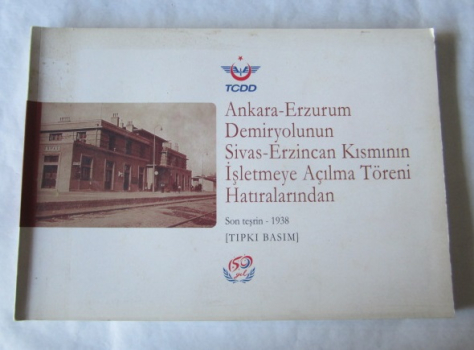 TCDD
Ankara-Erzurum
Demiryolunun
Sivas-Erzincan Kısmının
İşletmeye Açılma Töreni
Hatıralarından
Son teşrin - 1938
[TIPKI BASIM]